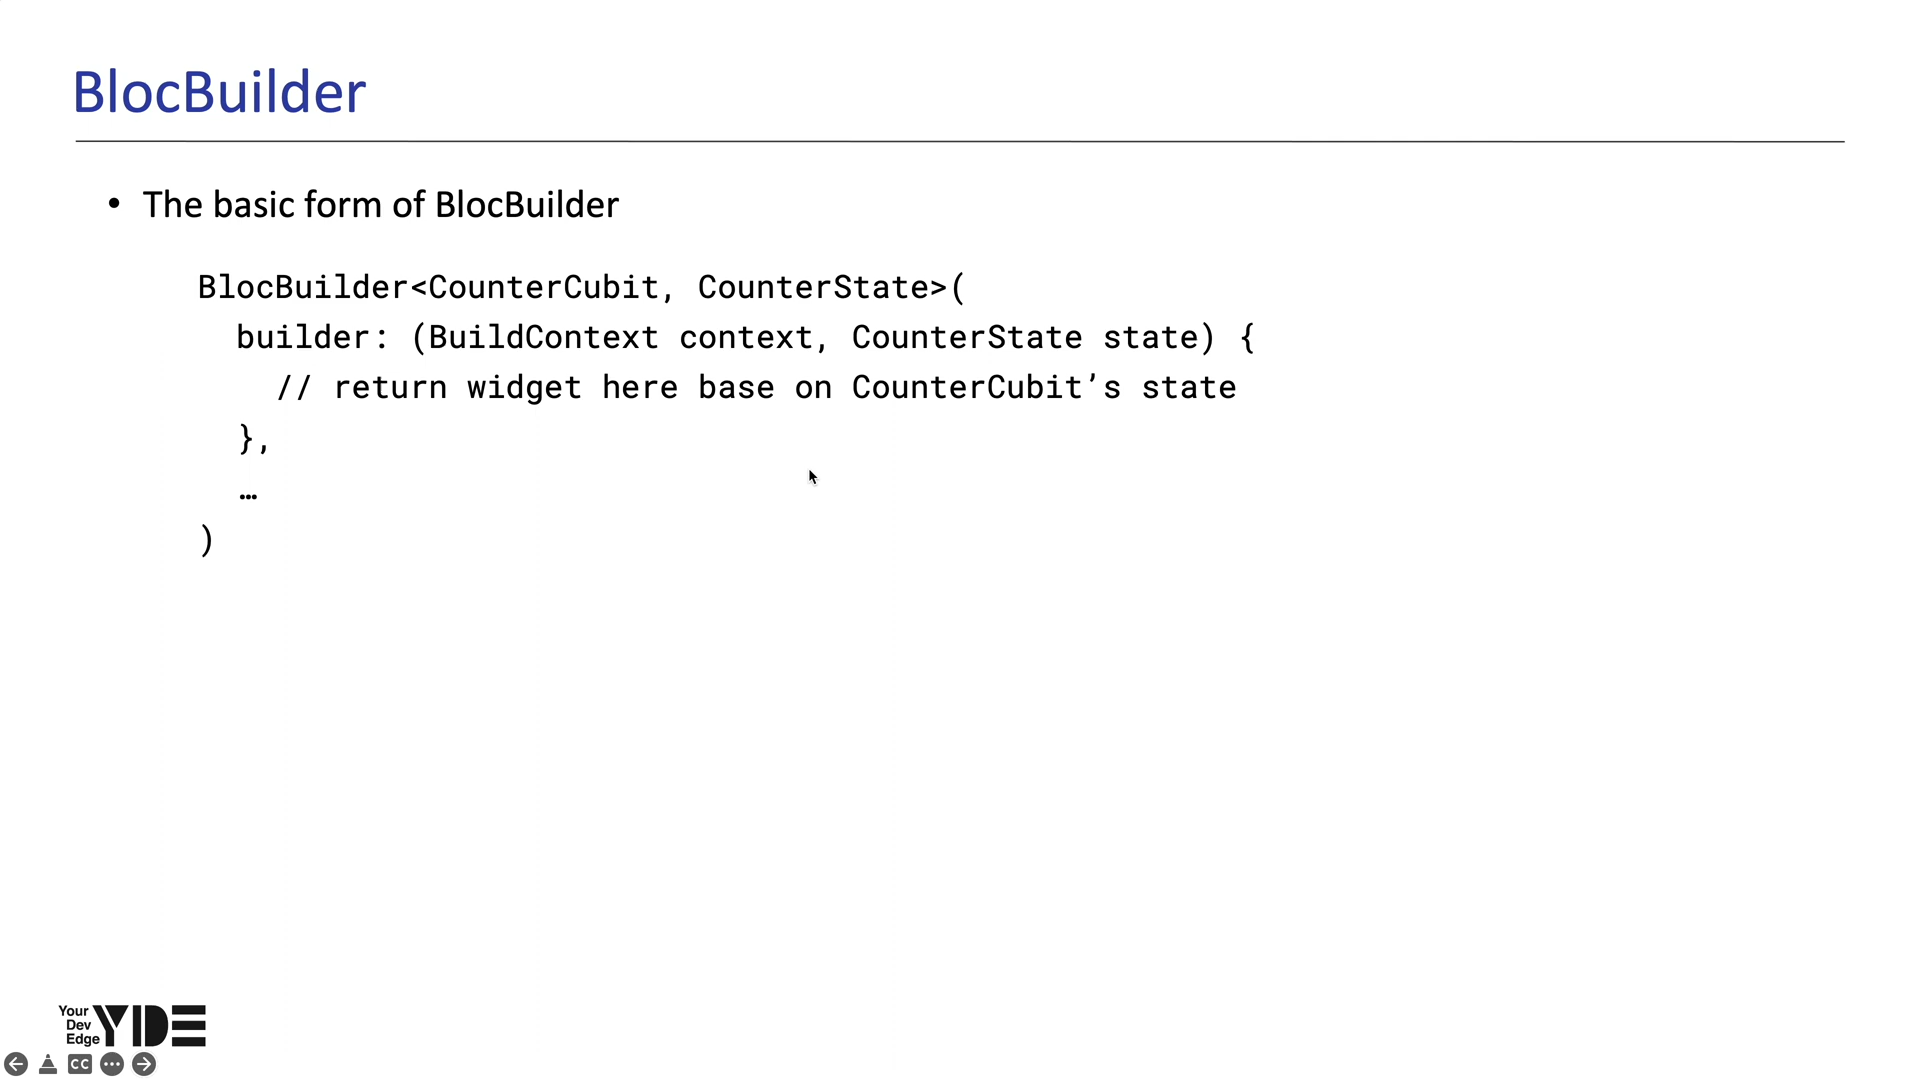 BlocBuilder
• The basic form of BlocBuilder
BlocBuilder<CounterCubit, CounterState>(
  builder: (BuildContext context, CounterState state) {
    // return widget here base on CounterCubit’s state
  },
  …
)
Your
Dev
Edge
YDE
CC